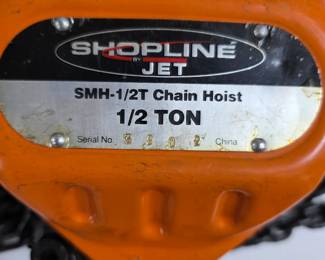 SHOPLINE
BY JET
SMH-1/2T Chain Hoist
1/2 TON
Serial No. China